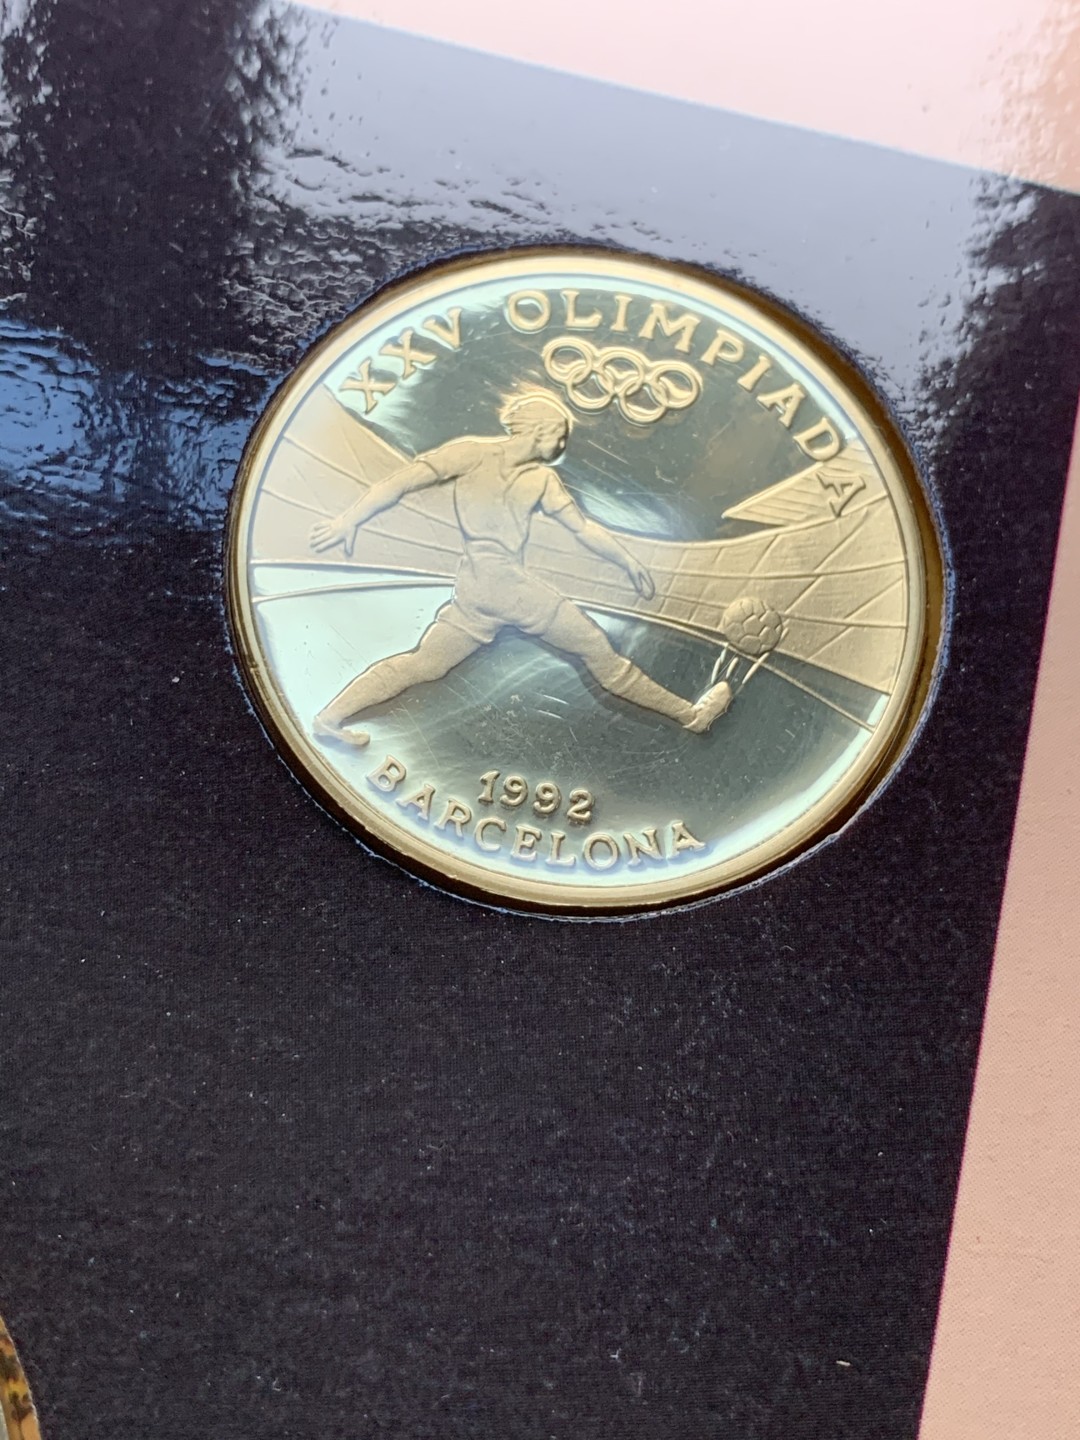 XXV OLIMPIADA
1992
BARCELONA